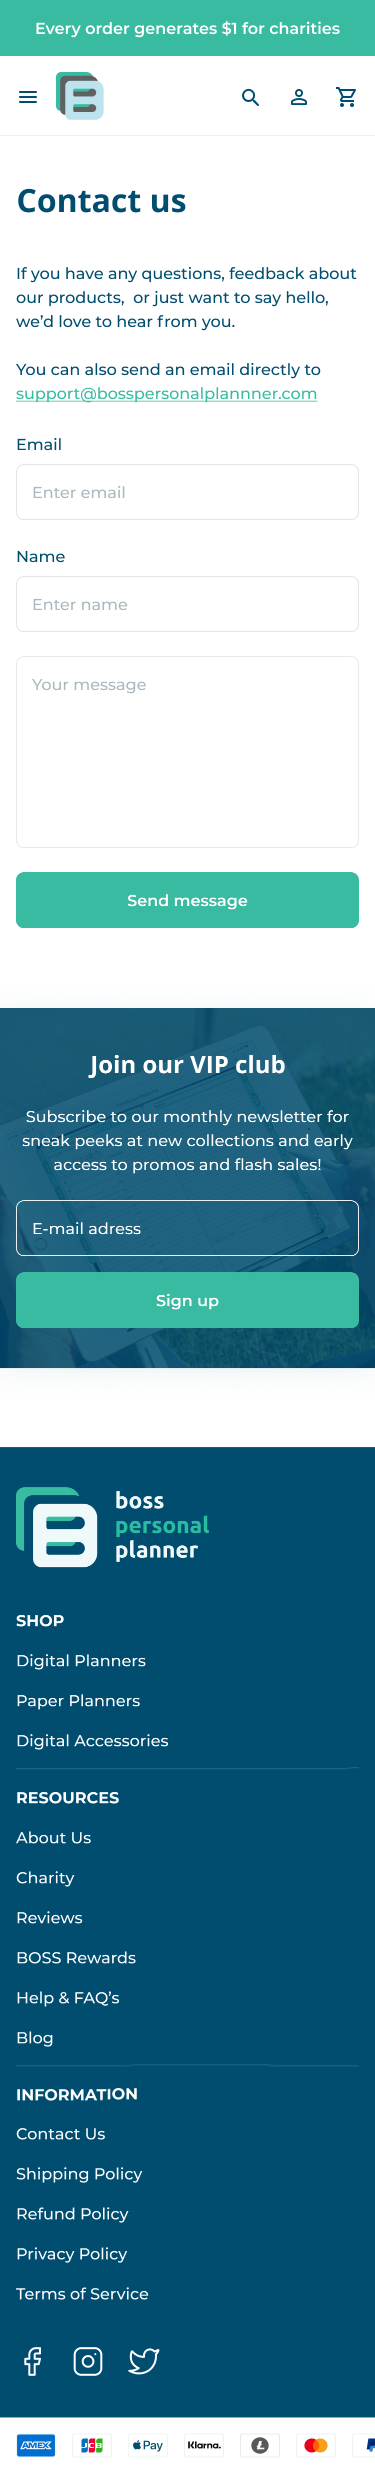 Every order generates $1 for charities
Contact us
If you have any questions, feedback about
our products,  or just want to say hello,
we’d love to hear from you.
You can also send an email directly to
support@bosspersonalplannner.com
Email
Enter email
Name
Enter name
Your message
Send message
Join our VIP club
Subscribe to our monthly newsletter for
sneak peeks at new collections and early
access to promos and flash sales!
E-mail adress
Sign up
boss
personal
planner
SHOP
Digital Planners
Paper Planners
Digital Accessories
RESOURCES
About Us
Charity
Reviews
BOSS Rewards
Help & FAQ’s
Blog
INFORMATION
Contact Us
Shipping Policy
Refund Policy
Privacy Policy
Terms of Service
AMEX JCB Pay Klarna.